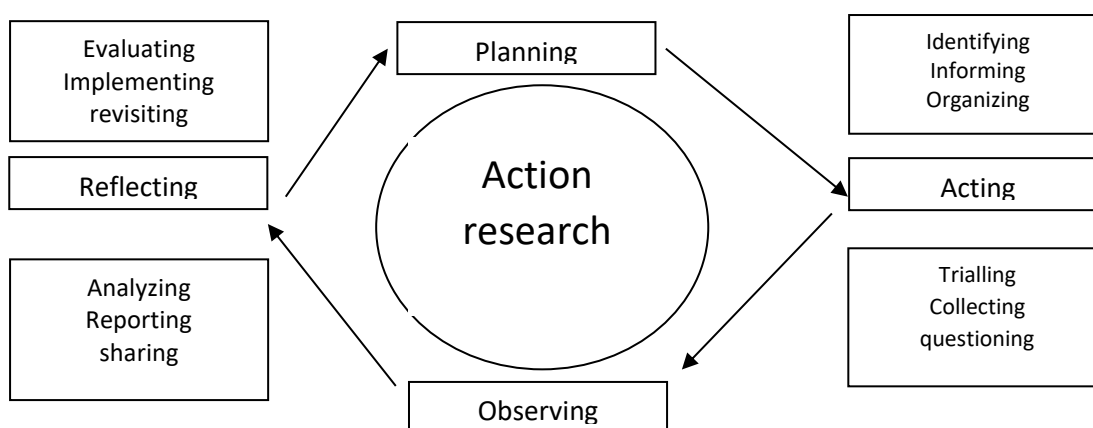 Evaluating
Implementing
revisiting
Planning
Identifying
Informing
Organizing
Reflecting
Action
research
Acting
Analyzing
Reporting
sharing
Trialling
Collecting
questioning
Observing